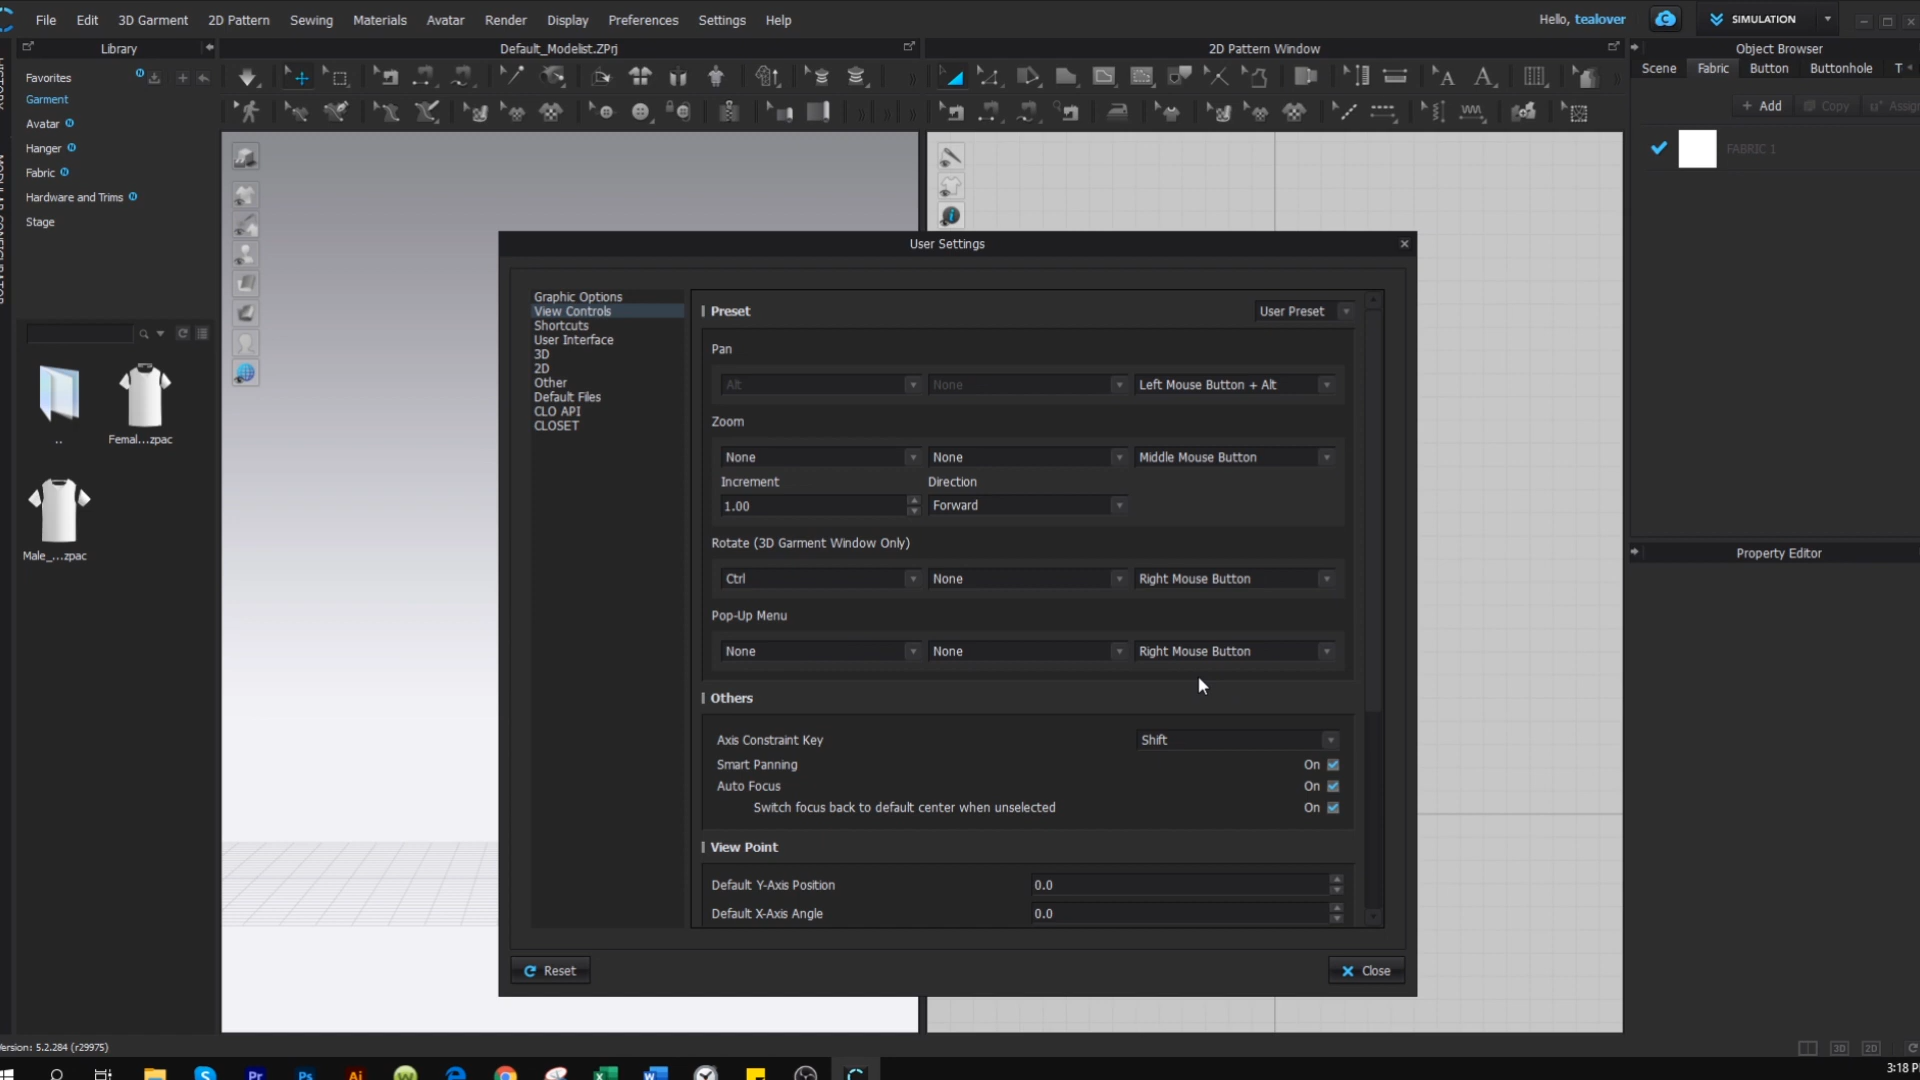 File Edit 3D Garment 2D Pattern Sewing Materials Avatar Render Display Preferences Settings Help
Hello, tealover SIMULATION
Library Default_Modelist.ZPrj 2D Pattern Window Object Browser
Favorites
Garment
Avatar
Hanger
Fabric
Hardware and Trims
Stage
Scene Fabric Button Buttonhole T
+ Add Copy Assig
FABRIC 1
..
Femal...zpac
Male_...zpac
User Settings
Graphic Options
View Controls
Shortcuts
User Interface
3D
2D
Other
Default Files
CLO API
CLOSET
Preset User Preset
Pan
Alt None Left Mouse Button + Alt
Zoom
None None Middle Mouse Button
Increment Direction
1.00 Forward
Rotate (3D Garment Window Only)
Ctrl None Right Mouse Button
Pop-Up Menu
None None Right Mouse Button
Others
Axis Constraint Key Shift
Smart Panning On
Auto Focus On
Switch focus back to default center when unselected On
View Point
Default Y-Axis Position 0.0
Default X-Axis Angle 0.0
Reset Close
Property Editor
ersion: 5.2.284 (r29975)
3D 2D
Pr Ps Ai
3:18 P